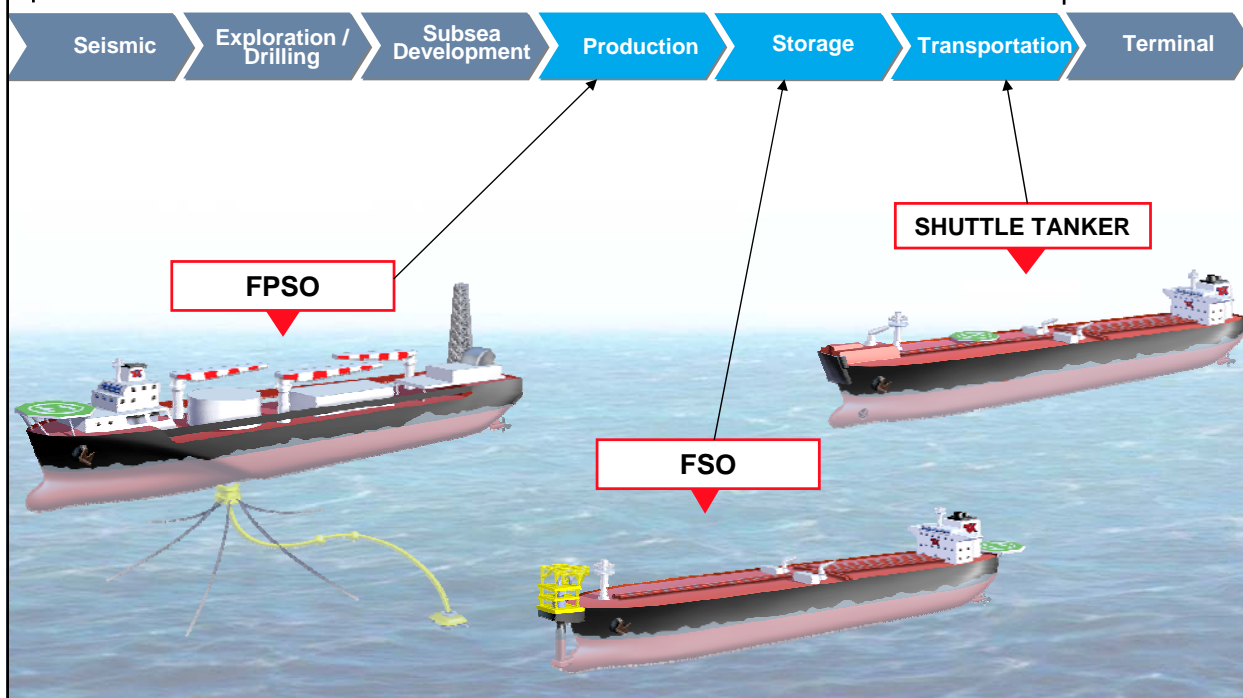 Seismic
Exploration /
Drilling
Subsea
Development
Production
Storage
Transportation
Terminal
SHUTTLE TANKER
FPSO
FSO